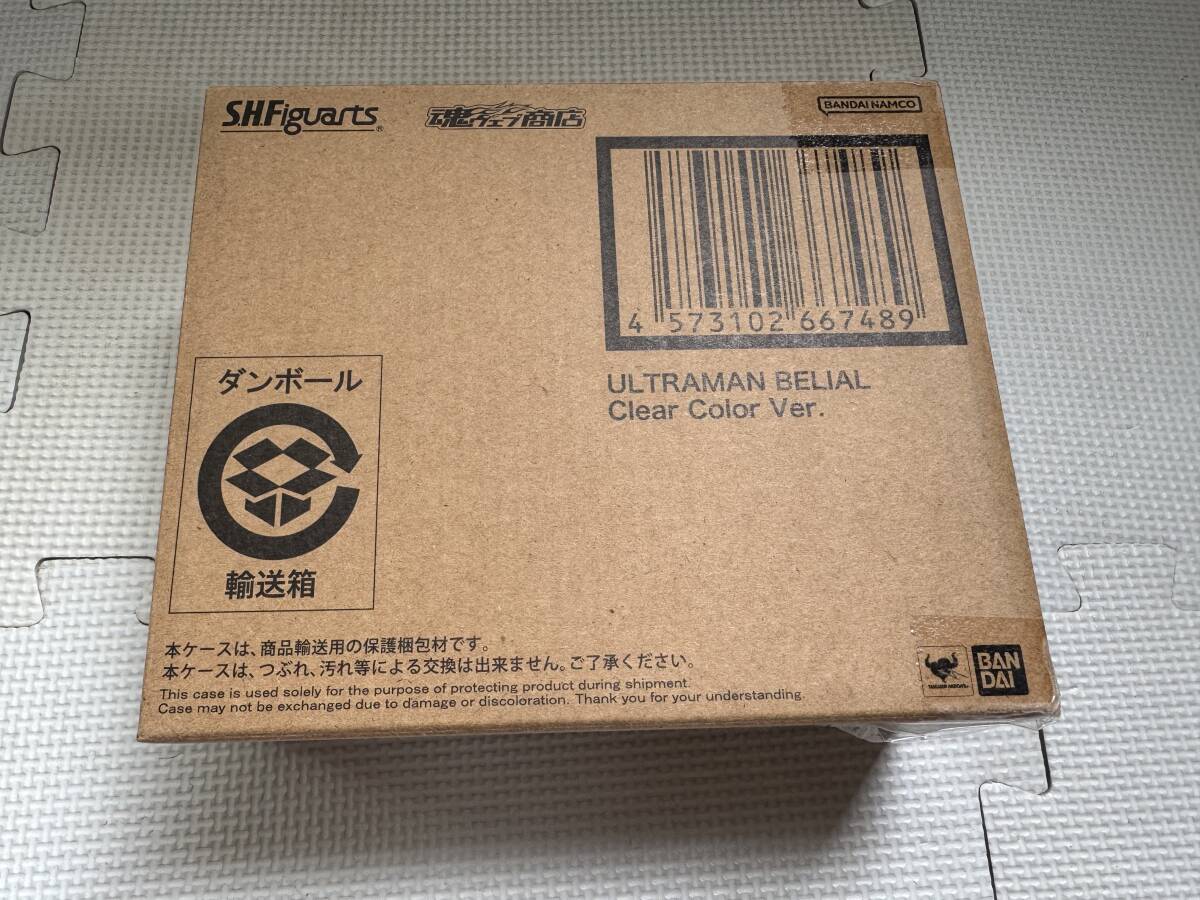 S.H.Figuarts®
魂ウェブ商店
BANDAI NAMCO
4 573102 667489
ULTRAMAN BELIAL
Clear Color Ver.
ダンボール
輸送箱
本ケースは、商品輸送用の保護梱包材です。
本ケースは、つぶれ、汚れ等による交換は出来ません。ご了承ください。
This case is used solely for the purpose of protecting product during shipment.
Case may not be exchanged due to damage or discoloration. Thank you for your understanding.
BAN
DAI